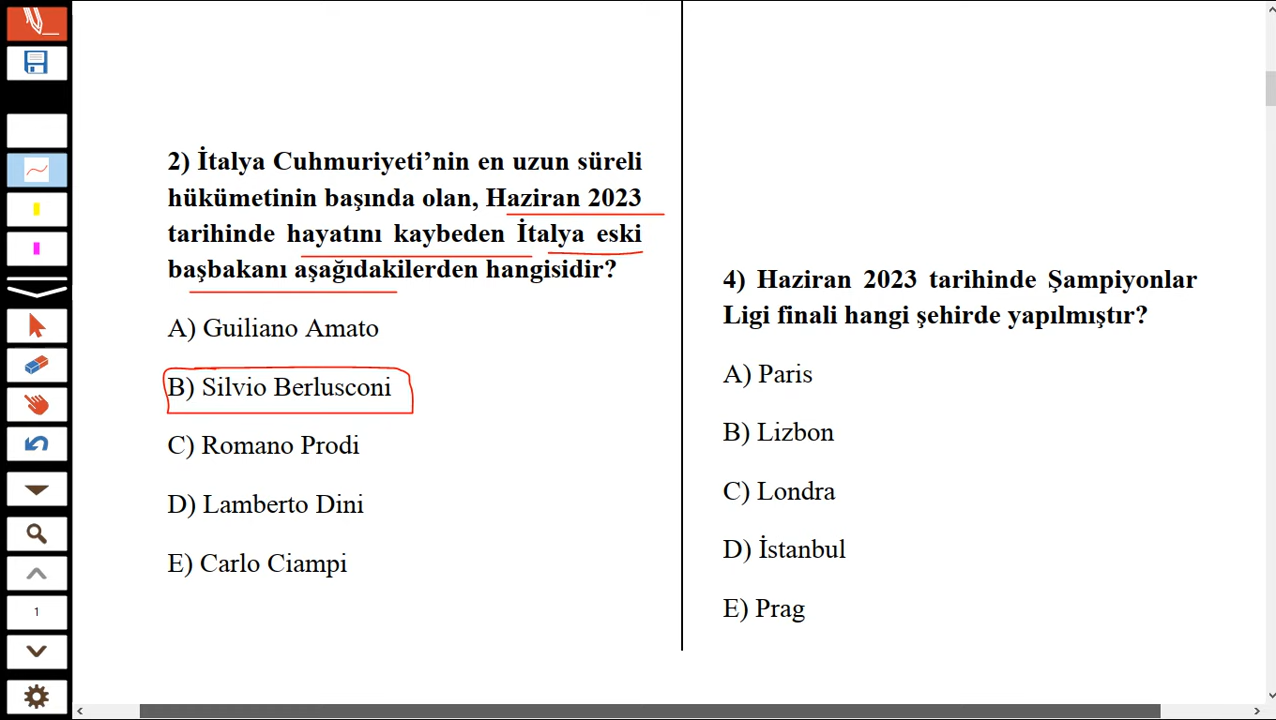 2) İtalya Cuhmuriyeti’nin en uzun süreli
hükümetinin başında olan, Haziran 2023
tarihinde hayatını kaybeden İtalya eski
başbakanı aşağıdakilerden hangisidir?
A) Guiliano Amato
B) Silvio Berlusconi
C) Romano Prodi
D) Lamberto Dini
E) Carlo Ciampi
4) Haziran 2023 tarihinde Şampiyonlar
Ligi finali hangi şehirde yapılmıştır?
A) Paris
B) Lizbon
C) Londra
D) İstanbul
E) Prag
1